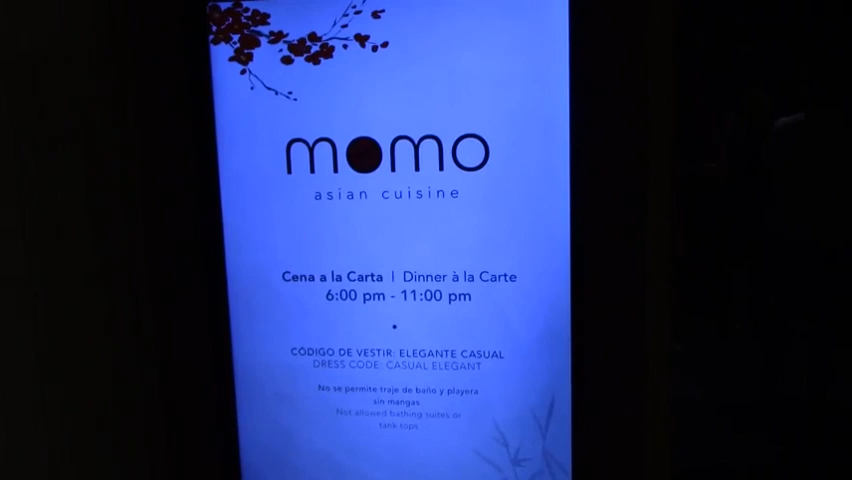 momo
asian cuisine
Cena a la Carta | Dinner à la Carte
6:00 pm - 11:00 pm
•
CÓDIGO DE VESTIR: ELEGANTE CASUAL
DRESS CODE: CASUAL ELEGANT
No se permite traje de baño y playera
sin mangas
Not allowed bathing suites or
tank tops